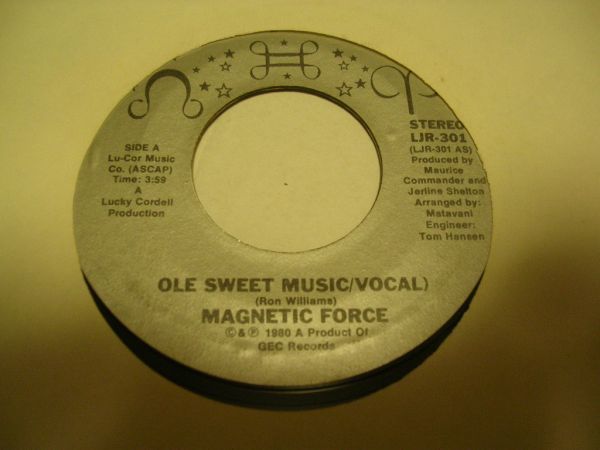 SIDE A
Lu-Cor Music
Co. (ASCAP)
Time: 3:59
A
Lucky Cordell
Production
STEREO
LJR-301
(LJR-301 AS)
Produced by
Maurice
Commander and
Jerline Shelton
Arranged by:
Matavani
Engineer:
Tom Hansen
OLE SWEET MUSIC/VOCAL)
(Ron Williams)
MAGNETIC FORCE
© & ℗ 1980 A Product Of
GEC Records